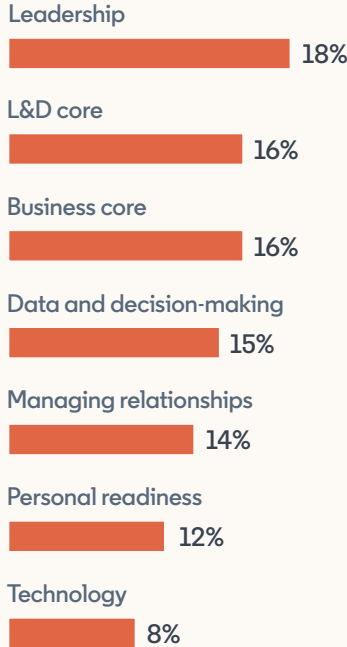 Leadership
18%
L&D core
16%
Business core
16%
Data and decision-making
15%
Managing relationships
14%
Personal readiness
12%
Technology
8%